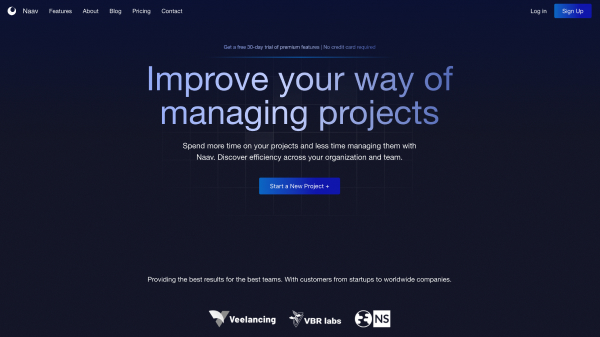 Naav Features About Blog Pricing Contact Log in Sign Up
Get a free 30-day trial of premium features | No credit card required
Improve your way of
managing projects
Spend more time on your projects and less time managing them with
Naav. Discover efficiency across your organization and team.
Start a New Project +
Providing the best results for the best teams. With customers from startups to worldwide companies.
Veelancing VBR labs NS